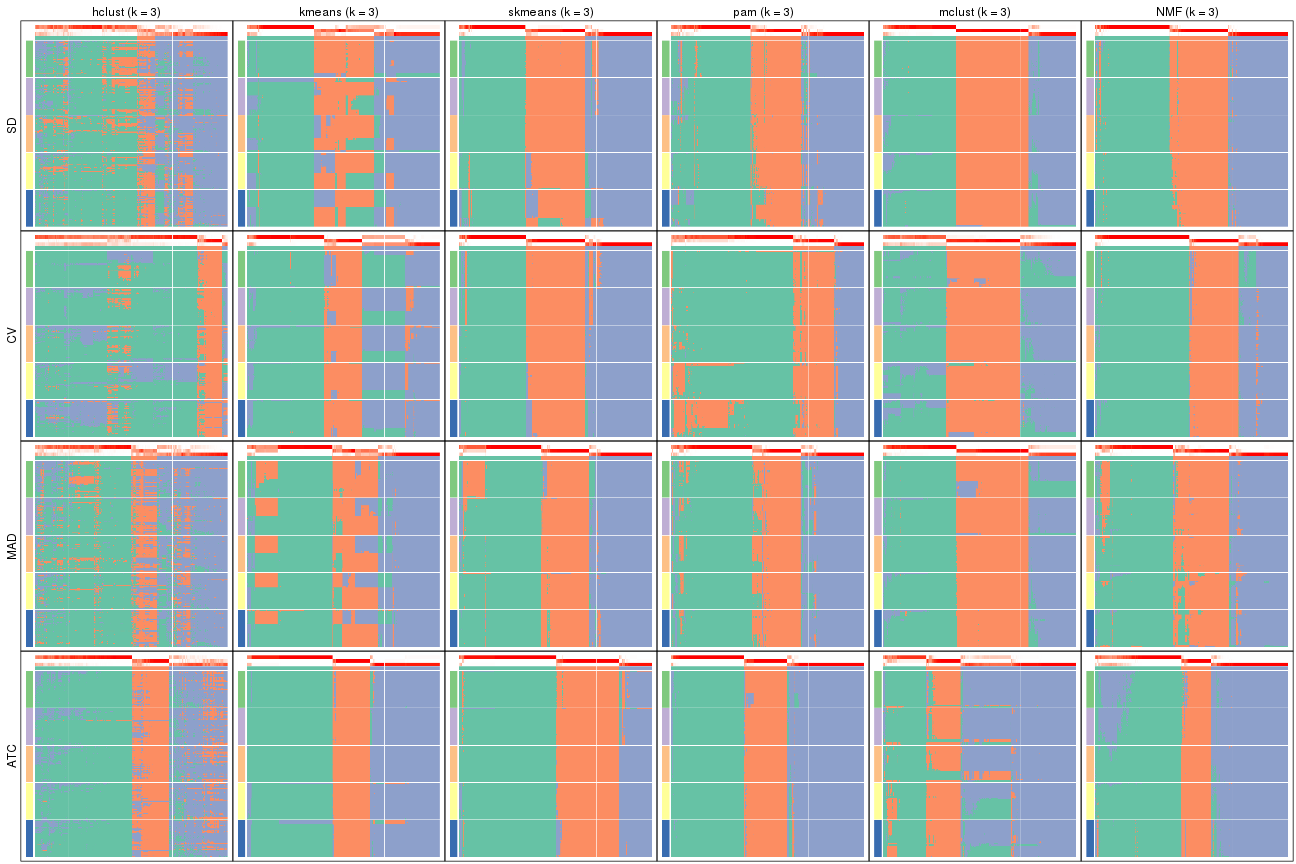 hclust (k = 3) kmeans (k = 3) skmeans (k = 3) pam (k = 3) mclust (k = 3) NMF (k = 3)
SD
CV
MAD
ATC